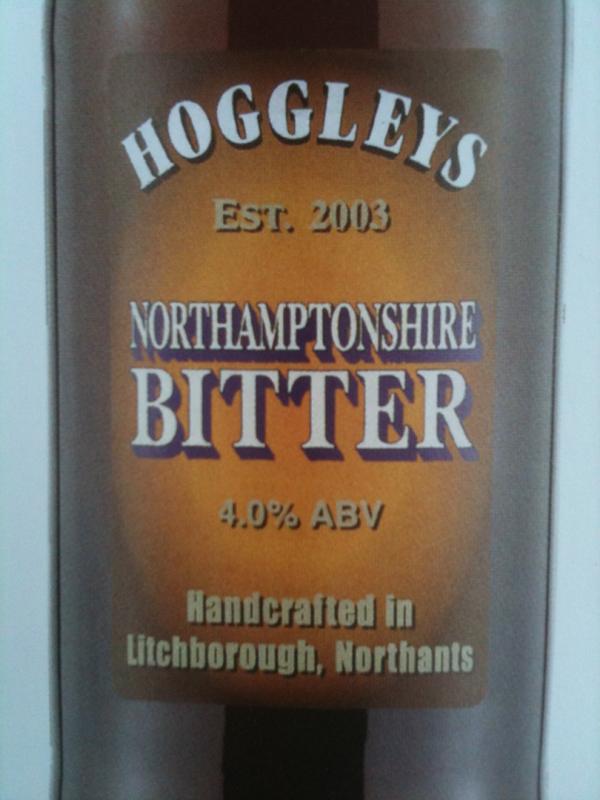 HOGGLEYS
EST. 2003
NORTHAMPTONSHIRE
BITTER
4.0% ABV
Handcrafted in
Litchborough, Northants